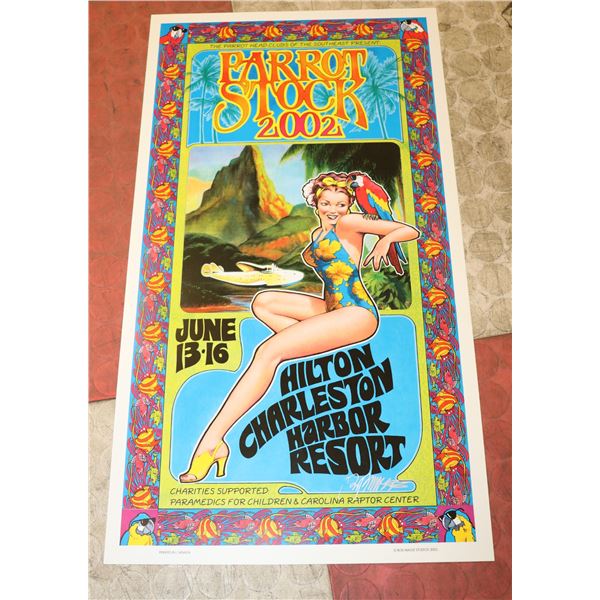 THE PARROT HEAD CLUBS OF THE SOUTHEAST PRESENT
PARROT
STOCK
2002
JUNE
13·16
HILTON
CHARLESTON
HARBOR
RESORT
CHARITIES SUPPORTED:
PARAMEDICS FOR CHILDREN & CAROLINA RAPTOR CENTER